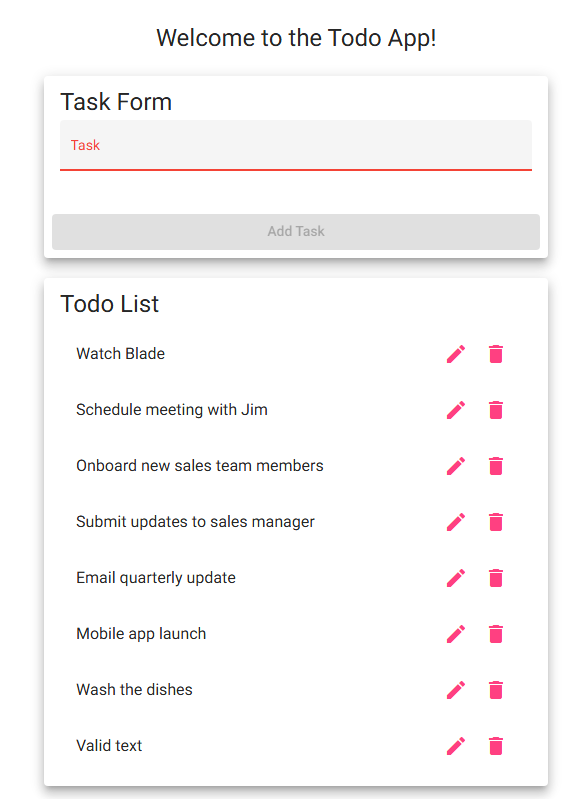 Welcome to the Todo App!
Task Form
Task
Add Task
Todo List
Watch Blade
Schedule meeting with Jim
Onboard new sales team members
Submit updates to sales manager
Email quarterly update
Mobile app launch
Wash the dishes
Valid text